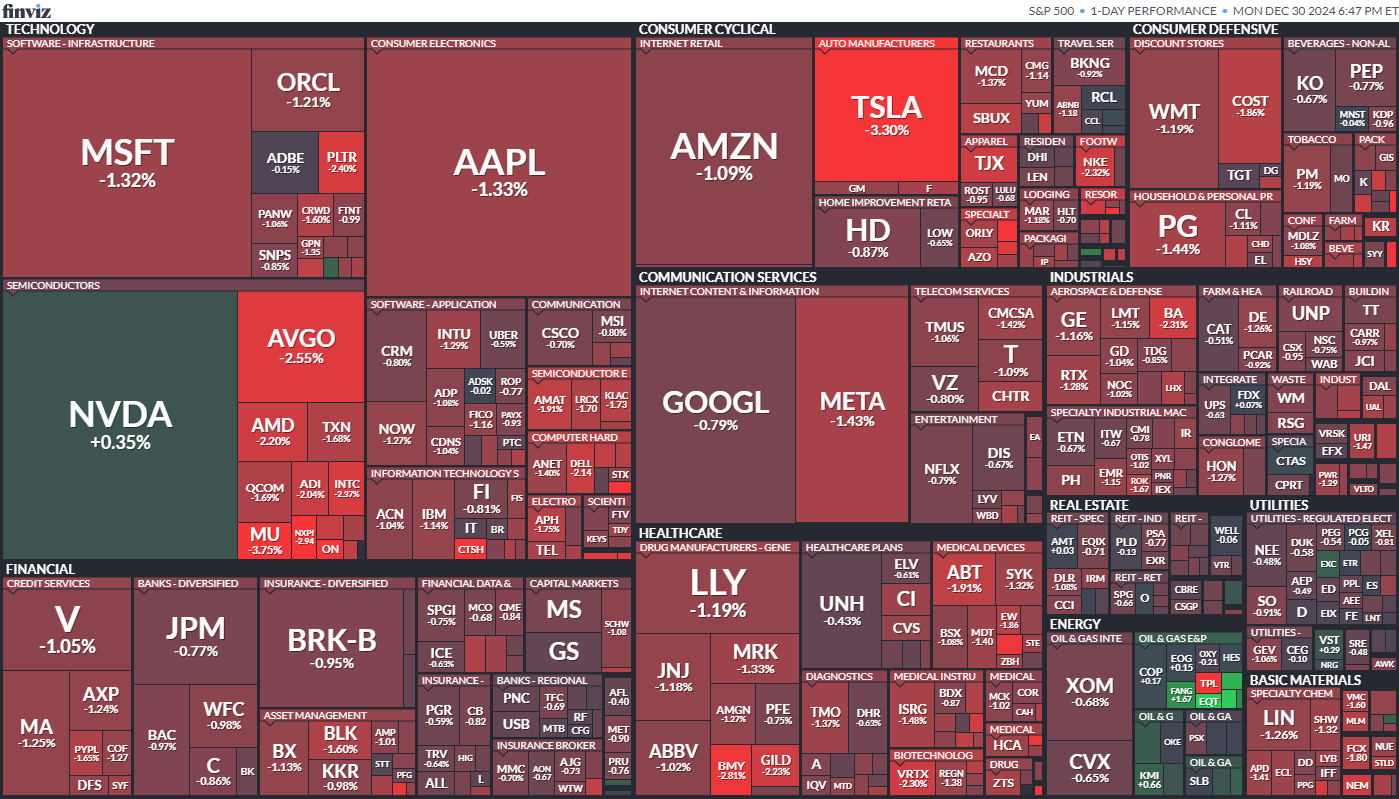 finviz
S&P 500 • 1-DAY PERFORMANCE • MON DEC 30 2024 6:47 PM ET
TECHNOLOGY
SOFTWARE - INFRASTRUCTURE
MSFT
-1.32%
ORCL
-1.21%
ADBE
-0.15%
PLTR
-2.40%
PANW
-1.06%
CRWD
-1.60%
FTNT
-0.99
SNPS
-0.85%
GPN
-1.35
CONSUMER ELECTRONICS
AAPL
-1.33%
SEMICONDUCTORS
NVDA
+0.35%
AVGO
-2.55%
AMD
-2.20%
TXN
-1.68%
QCOM
-1.69%
ADI
-2.04%
INTC
-2.37%
MU
-3.75%
NXPI
-2.94
ON
SOFTWARE - APPLICATION
CRM
-0.80%
INTU
-1.29%
UBER
-0.59%
NOW
-1.27%
ADP
-1.08%
ADSK
-0.02
ROP
-0.77
FICO
-1.16
PAYX
-0.93
CDNS
-1.04%
PTC
INFORMATION TECHNOLOGY S
ACN
-1.04%
IBM
-1.14%
FI
-0.81%
FIS
IT
BR
CTSH
COMMUNICATION
CSCO
-0.70%
MSI
-0.80%
SEMICONDUCTOR E
AMAT
-1.91%
LRCX
-1.70
KLAC
-1.73
COMPUTER HARD
ANET
-1.40%
DELL
-2.14
STX
ELECTRO
APH
-1.75%
TEL
SCIENTI
FTV
TDY
KEYS
CONSUMER CYCLICAL
INTERNET RETAIL
AMZN
-1.09%
AUTO MANUFACTURERS
TSLA
-3.30%
GM
F
HOME IMPROVEMENT RETA
HD
-0.87%
LOW
-0.65%
RESTAURANTS
MCD
-1.37%
CMG
-1.14
SBUX
YUM
TRAVEL SER
BKNG
-0.92%
ABNB
-1.18
RCL
CCL
APPAREL
TJX
ROST
-0.95
LULU
-0.68
RESIDEN
DHI
LEN
FOOTW
NKE
-2.32%
SPECIALT
ORLY
AZO
LODGING
MAR
-1.18%
HLT
-0.70
RESOR
PACKAGI
IP
CONSUMER DEFENSIVE
DISCOUNT STORES
WMT
-1.19%
COST
-1.86%
TGT
DG
BEVERAGES - NON-AL
KO
-0.67%
PEP
-0.77%
MNST
-0.04%
KDP
-0.96
HOUSEHOLD & PERSONAL PR
PG
-1.44%
CL
-1.11%
CHD
EL
TOBACCO
PM
-1.19%
MO
PACK
GIS
K
CONF
MDLZ
-1.08%
HSY
FARM
BEVE
KR
SYY
COMMUNICATION SERVICES
INTERNET CONTENT & INFORMATION
GOOGL
-0.79%
META
-1.43%
TELECOM SERVICES
TMUS
-1.06%
CMCSA
-1.42%
VZ
-0.80%
T
-1.09%
CHTR
ENTERTAINMENT
NFLX
-0.79%
DIS
-0.67%
LYV
WBD
EA
INDUSTRIALS
AEROSPACE & DEFENSE
GE
-1.16%
LMT
-1.15%
BA
-2.31%
RTX
-1.28%
GD
-1.04%
TDG
-0.85%
NOC
-1.02%
LHX
FARM & HEA
CAT
-0.51%
DE
-1.26%
PCAR
-0.92%
RAILROAD
UNP
CSX
-0.95
NSC
-0.75%
WAB
BUILDIN
TT
CARR
-0.97%
JCI
SPECIALTY INDUSTRIAL MAC
ETN
-0.67%
ITW
-0.67
CMI
-0.78
IR
PH
EMR
-1.15
OTIS
-1.02
XYL
ROK
-1.67
PNR
IEX
INTEGRATE
UPS
-0.63
FDX
+0.07%
CONGLOME
HON
-1.27%
WASTE
WM
RSG
SPECIA
CTAS
CPRT
INDUST
DAL
UAL
VRSK
EFX
URI
-1.47
PWR
-1.29
VLTO
HEALTHCARE
DRUG MANUFACTURERS - GENE
LLY
-1.19%
JNJ
-1.18%
MRK
-1.33%
ABBV
-1.02%
AMGN
-1.27%
PFE
-0.75%
BMY
-2.81%
GILD
-2.23%
HEALTHCARE PLANS
UNH
-0.43%
ELV
-0.61%
CI
CVS
MEDICAL DEVICES
ABT
-1.91%
SYK
-1.32%
BSX
-1.08%
MDT
-1.40
EW
-1.86
STE
ZBH
DIAGNOSTICS
TMO
-1.37%
DHR
-0.63%
A
IQV
MTD
MEDICAL INSTRU
ISRG
-1.48%
BDX
-0.87
MEDICAL
MCK
-1.02
COR
CAH
MEDICAL
HCA
BIOTECHNOLOGY
VRTX
-2.30%
REGN
-1.38
DRUG
ZTS
REAL ESTATE
REIT - SPEC
AMT
+0.03
EQIX
-0.71
DLR
-1.08%
IRM
CCI
REIT - IND
PLD
-0.13
PSA
-0.77
EXR
REIT - RET
SPG
-0.66
O
REIT -
WELL
-0.06
VTR
CBRE
CSGP
UTILITIES
UTILITIES - REGULATED ELECT
NEE
-0.48%
DUK
-0.58
PEG
-0.54
PCG
-0.05
XEL
-0.81
SO
-0.91%
AEP
-0.49
EXC
ETR
ED
PPL
ES
D
EIX
AEE
FE
LNT
UTILITIES -
GEV
-1.06%
CEG
-0.10
VST
+0.29
NRG
SRE
-0.48
AWK
ENERGY
OIL & GAS INTE
XOM
-0.68%
CVX
-0.65%
OIL & GAS E&P
COP
+0.17
EOG
+0.15
OXY
-0.21
HES
FANG
+1.67
TPL
EQT
OIL & G
OKE
KMI
+0.66
OIL & GA
PSX
OIL & GA
SLB
BASIC MATERIALS
SPECIALTY CHEM
LIN
-1.26%
SHW
-1.32
APD
-1.41
ECL
DD
LYB
PPG
IFF
VMC
-1.60
MLM
FCX
-1.80
NUE
STLD
NEM
FINANCIAL
CREDIT SERVICES
V
-1.05%
MA
-1.25%
AXP
-1.24%
PYPL
-1.65%
COF
-1.27
DFS
SYF
BANKS - DIVERSIFIED
JPM
-0.77%
BAC
-0.97%
WFC
-0.98%
C
-0.86%
BK
INSURANCE - DIVERSIFIED
BRK-B
-0.95%
ASSET MANAGEMENT
BX
-1.13%
BLK
-1.60%
KKR
-0.98%
AMP
-1.01
STT
PFG
FINANCIAL DATA &
SPGI
-0.75%
MCO
-0.68
CME
-0.84
ICE
-0.63%
CAPITAL MARKETS
MS
GS
SCHW
-1.08
INSURANCE -
PGR
-0.59%
CB
-0.82
TRV
-0.64%
HIG
ALL
L
BANKS - REGIONAL
PNC
TFC
-0.69
RF
USB
MTB
CFG
INSURANCE BROKER
MMC
-0.70%
AON
-0.67
AJG
-0.73
WTW
AFL
-0.40
MET
-0.90
PRU
-0.76